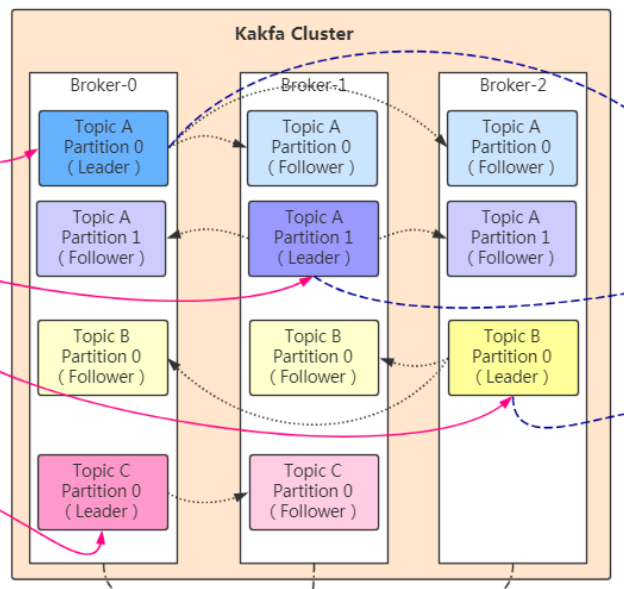 Kakfa Cluster
Broker-0
Broker-1
Broker-2
Topic A
Partition 0
( Leader )
Topic A
Partition 0
( Follower )
Topic A
Partition 0
( Follower )
Topic A
Partition 1
( Follower )
Topic A
Partition 1
( Leader )
Topic A
Partition 1
( Follower )
Topic B
Partition 0
( Follower )
Topic B
Partition 0
( Follower )
Topic B
Partition 0
( Leader )
Topic C
Partition 0
( Leader )
Topic C
Partition 0
( Follower )